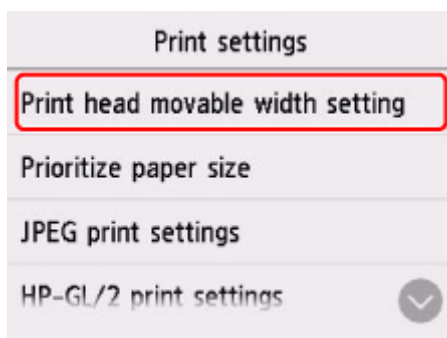 Print settings
Print head movable width setting
Prioritize paper size
JPEG print settings
HP-GL/2 print settings